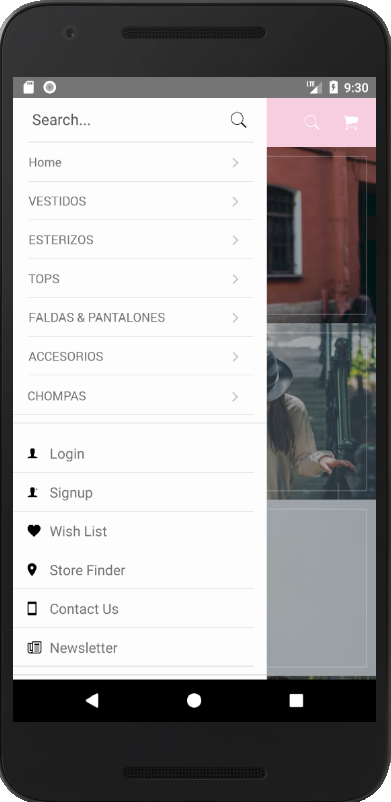 LTE 9:30
Search...
Home
VESTIDOS
ESTERIZOS
TOPS
FALDAS & PANTALONES
ACCESORIOS
CHOMPAS
Login
Signup
Wish List
Store Finder
Contact Us
Newsletter